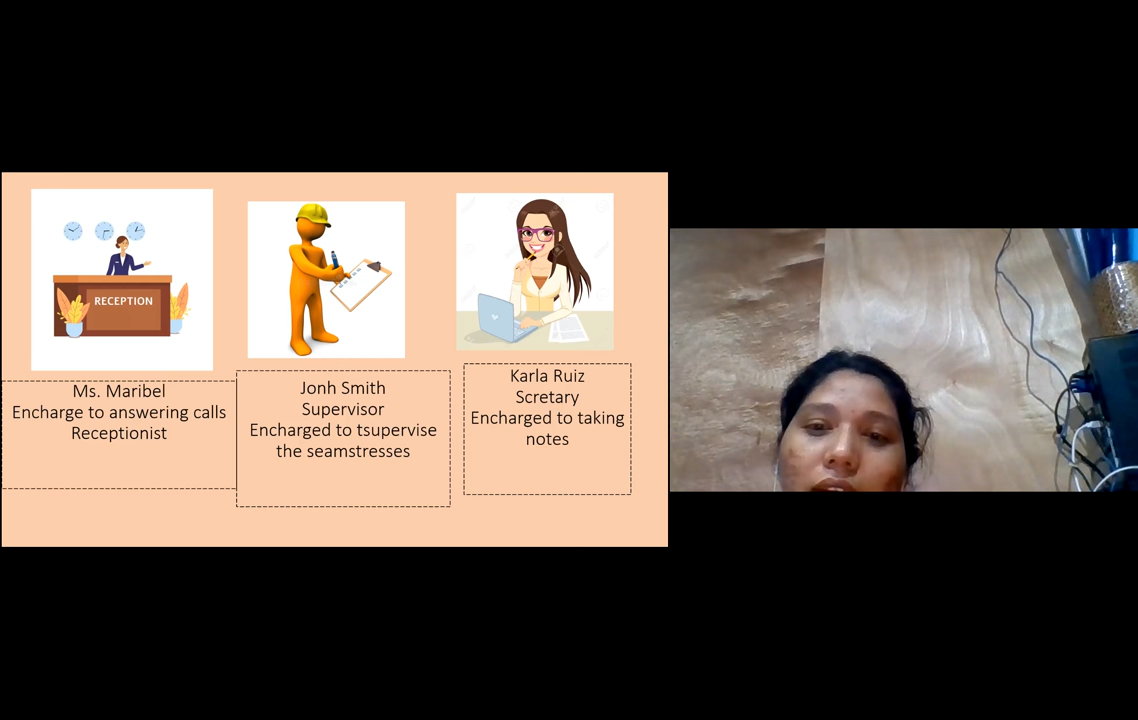 RECEPTION
Ms. Maribel
Encharge to answering calls
Receptionist
Jonh Smith
Supervisor
Encharged to tsupervise
the seamstresses
Karla Ruiz
Scretary
Encharged to taking
notes